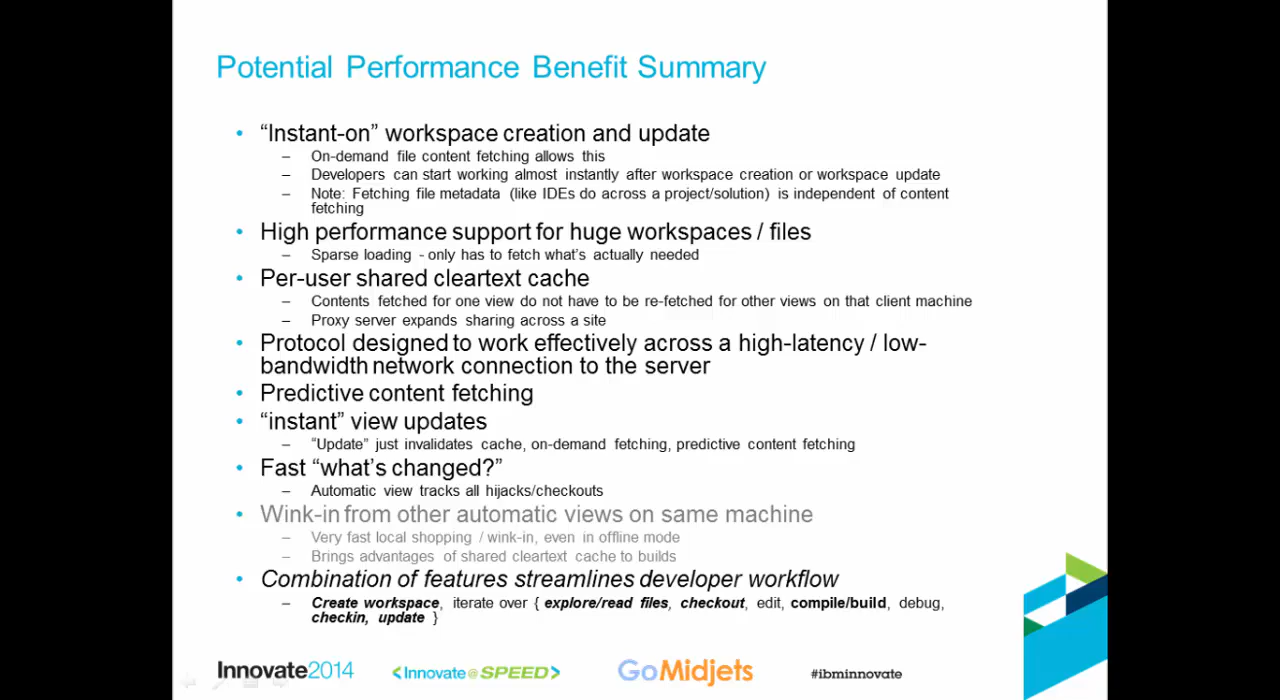 Potential Performance Benefit Summary
• “Instant-on” workspace creation and update
– On-demand file content fetching allows this
– Developers can start working almost instantly after workspace creation or workspace update
– Note: Fetching file metadata (like IDEs do across a project/solution) is independent of content
fetching
• High performance support for huge workspaces / files
– Sparse loading - only has to fetch what’s actually needed
• Per-user shared cleartext cache
– Contents fetched for one view do not have to be re-fetched for other views on that client machine
– Proxy server expands sharing across a site
• Protocol designed to work effectively across a high-latency / low-
bandwidth network connection to the server
• Predictive content fetching
• “instant” view updates
– “Update” just invalidates cache, on-demand fetching, predictive content fetching
• Fast “what’s changed?”
– Automatic view tracks all hijacks/checkouts
• Wink-in from other automatic views on same machine
– Very fast local shopping / wink-in, even in offline mode
– Brings advantages of shared cleartext cache to builds
• Combination of features streamlines developer workflow
– Create workspace, iterate over { explore/read files, checkout, edit, compile/build, debug,
checkin, update }
Innovate2014 <Innovate@SPEED> GoMidjets #ibminnovate